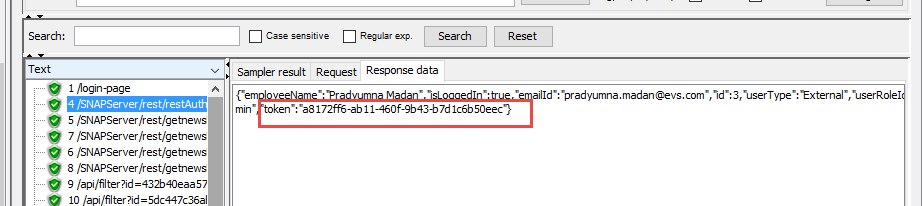 Search:
Case sensitive
Regular exp.
Search
Reset
Text
1 /login-page
4 /SNAPServer/rest/restAuth
5 /SNAPServer/rest/getnews
7 /SNAPServer/rest/getnewsl
6 /SNAPServer/rest/getnewsl
8 /SNAPServer/rest/getnewsl
9 /api/filter?id=432b40eaa57
10 /api/filter?id=5dc447c36al
Sampler result
Request
Response data
{"employeeName":"Pradyumna Madan","isLoggedIn":true,"emailId":"pradyumna.madan@evs.com","id":3,"userType":"External","userRoleId
min","token":"a8172ff6-ab11-460f-9b43-b7d1c6b50eec"}